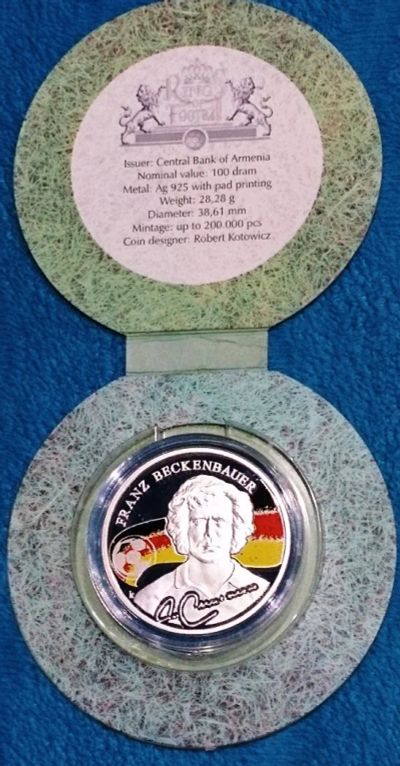 KINGS
OF
FOOTBALL
Issuer: Central Bank of Armenia
Nominal value: 100 dram
Metal: Ag 925 with pad printing
Weight: 28,28 g
Diameter: 38,61 mm
Mintage: up to 200.000 pcs
Coin designer: Robert Kotowicz
FRANZ BECKENBAUER